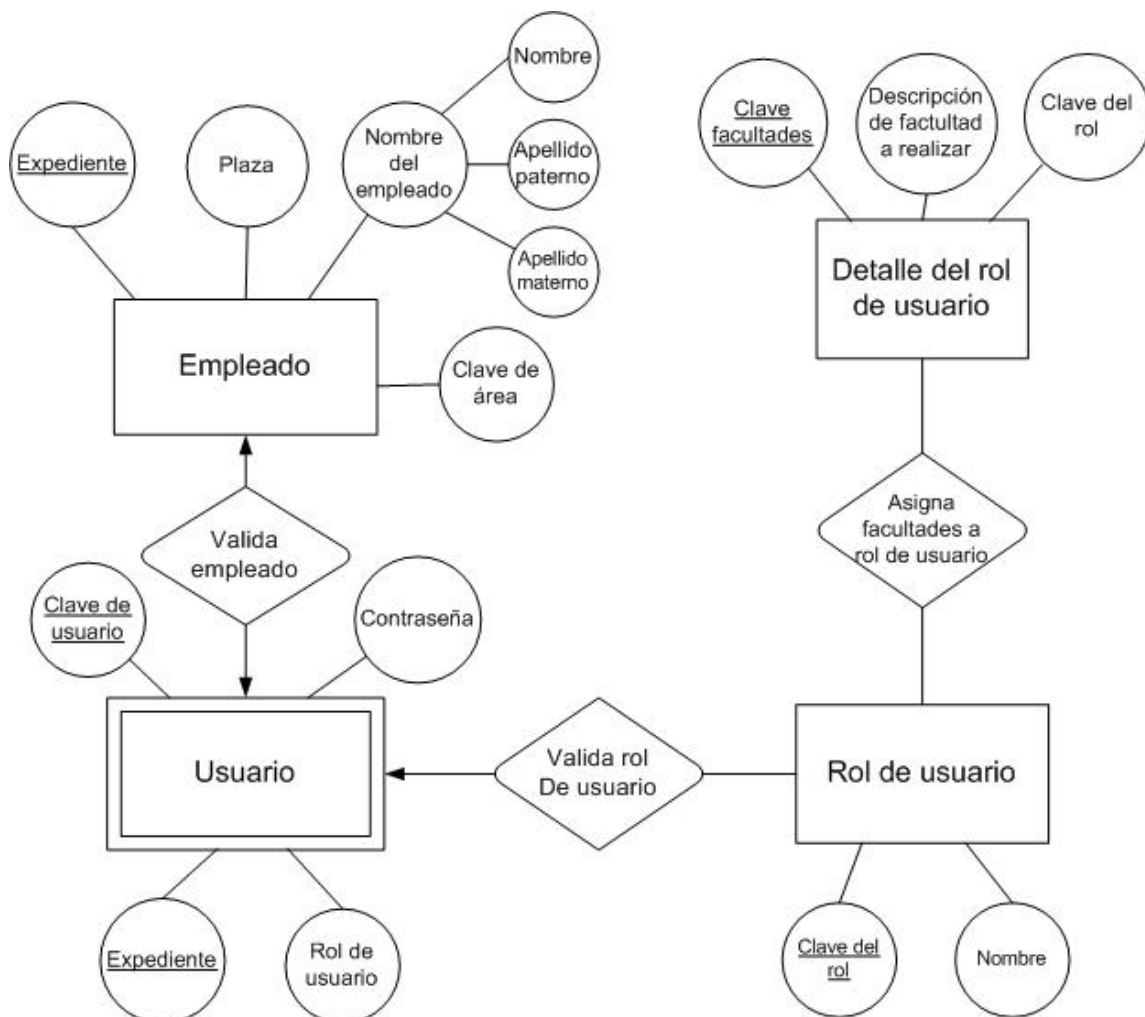 Nombre
Expediente
Plaza
Nombre
del
empleado
Apellido
paterno
Apellido
materno
Empleado
Clave de
área
Valida
empleado
Clave de
usuario
Contraseña
Usuario
Expediente
Rol de
usuario
Valida rol
De usuario
Clave
facultades
Descripción
de factultad
a realizar
Clave del
rol
Detalle del rol
de usuario
Asigna
facultades a
rol de usuario
Rol de usuario
Clave del
rol
Nombre